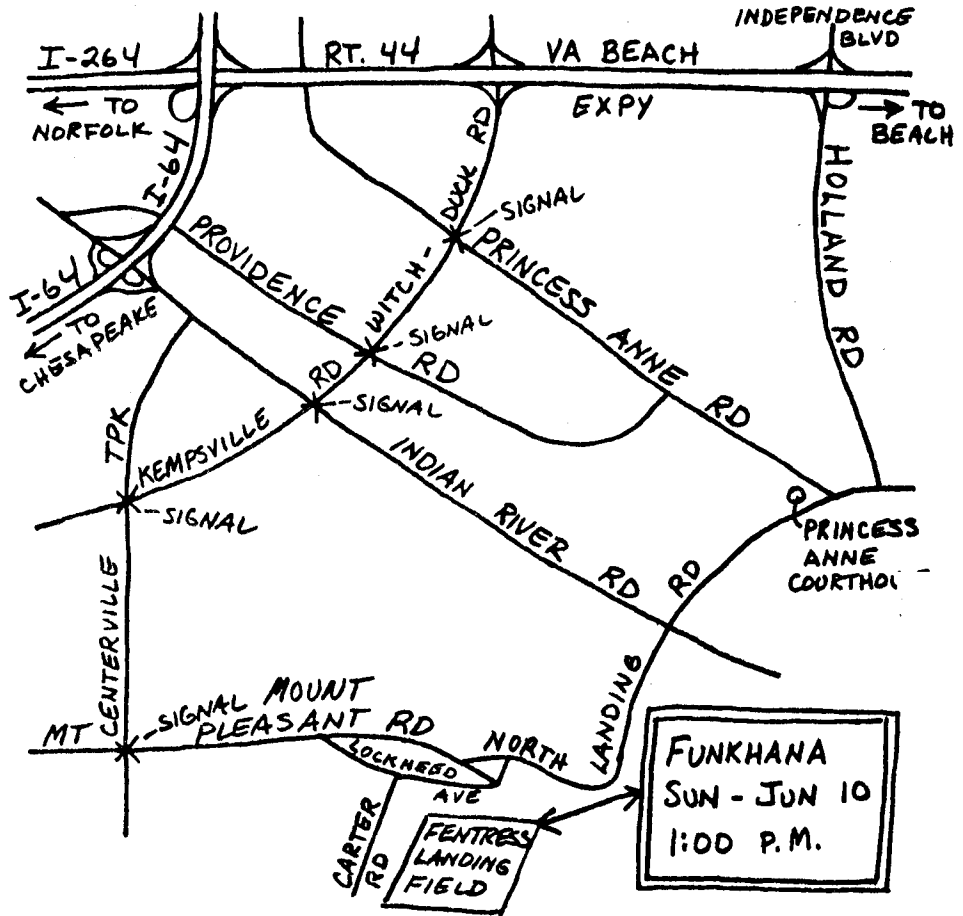 INDEPENDENCE
BLVD
I-264
RT. 44
VA BEACH
EXPY
← TO
NORFOLK
→ TO
BEACH
I-64
I-64
← TO
CHESAPEAKE
WITCH-DUCK RD
SIGNAL
HOLLAND RD
PROVIDENCE RD
PRINCESS ANNE RD
SIGNAL
SIGNAL
KEMPSVILLE RD
CENTERVILLE TPK
SIGNAL
INDIAN RIVER RD
PRINCESS
ANNE
NORTH LANDING RD
SIGNAL
MT
MOUNT
PLEASANT RD
LOCKHEED
AVE
CARTER
RD
FENTRESS
LANDING
FIELD
FUNKHANA
SUN - JUN 10
1:00 P.M.